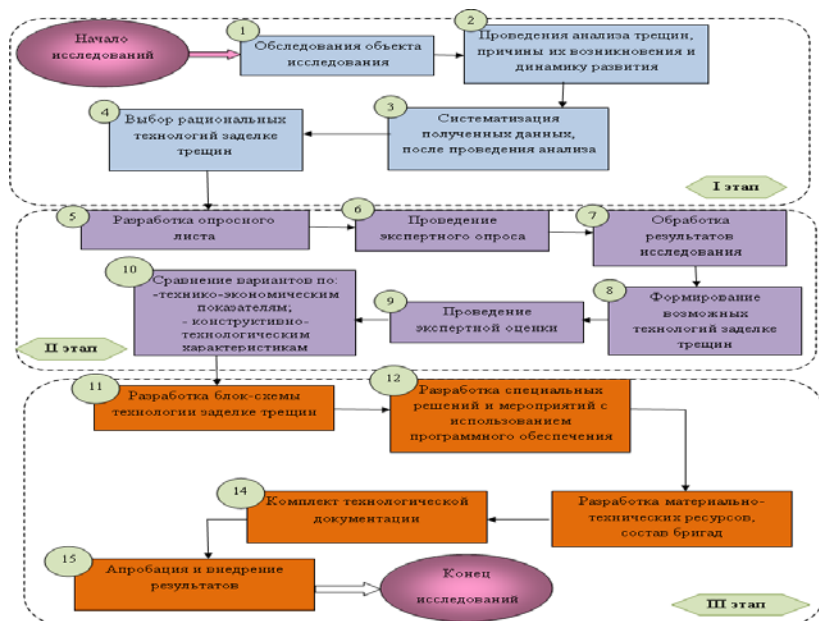 Начало
исследований
1
Обследования объекта
исследования
2
Проведения анализа трещин,
причины их возникновения и
динамику развития
3
Систематизация
полученных данных,
после проведения анализа
4
Выбор рациональных
технологий заделке
трещин
I этап
5
Разработка опросного
листа
6
Проведение
экспертного опроса
7
Обработка
результатов
исследования
8
Формирование
возможных
технологий заделке
трещин
9
Проведение
экспертной оценки
10
Сравнение вариантов по:
-технико-экономическим
показателям;
- конструктивно-
технологическим
характеристикам
II этап
11
Разработка блок-схемы
технологии заделке трещин
12
Разработка специальных
решений и мероприятий с
использованием
программного обеспечения
Разработка материально-
технических ресурсов,
состав бригад
14
Комплект технологической
документации
15
Апробация и внедрение
результатов
Конец
исследований
III этап